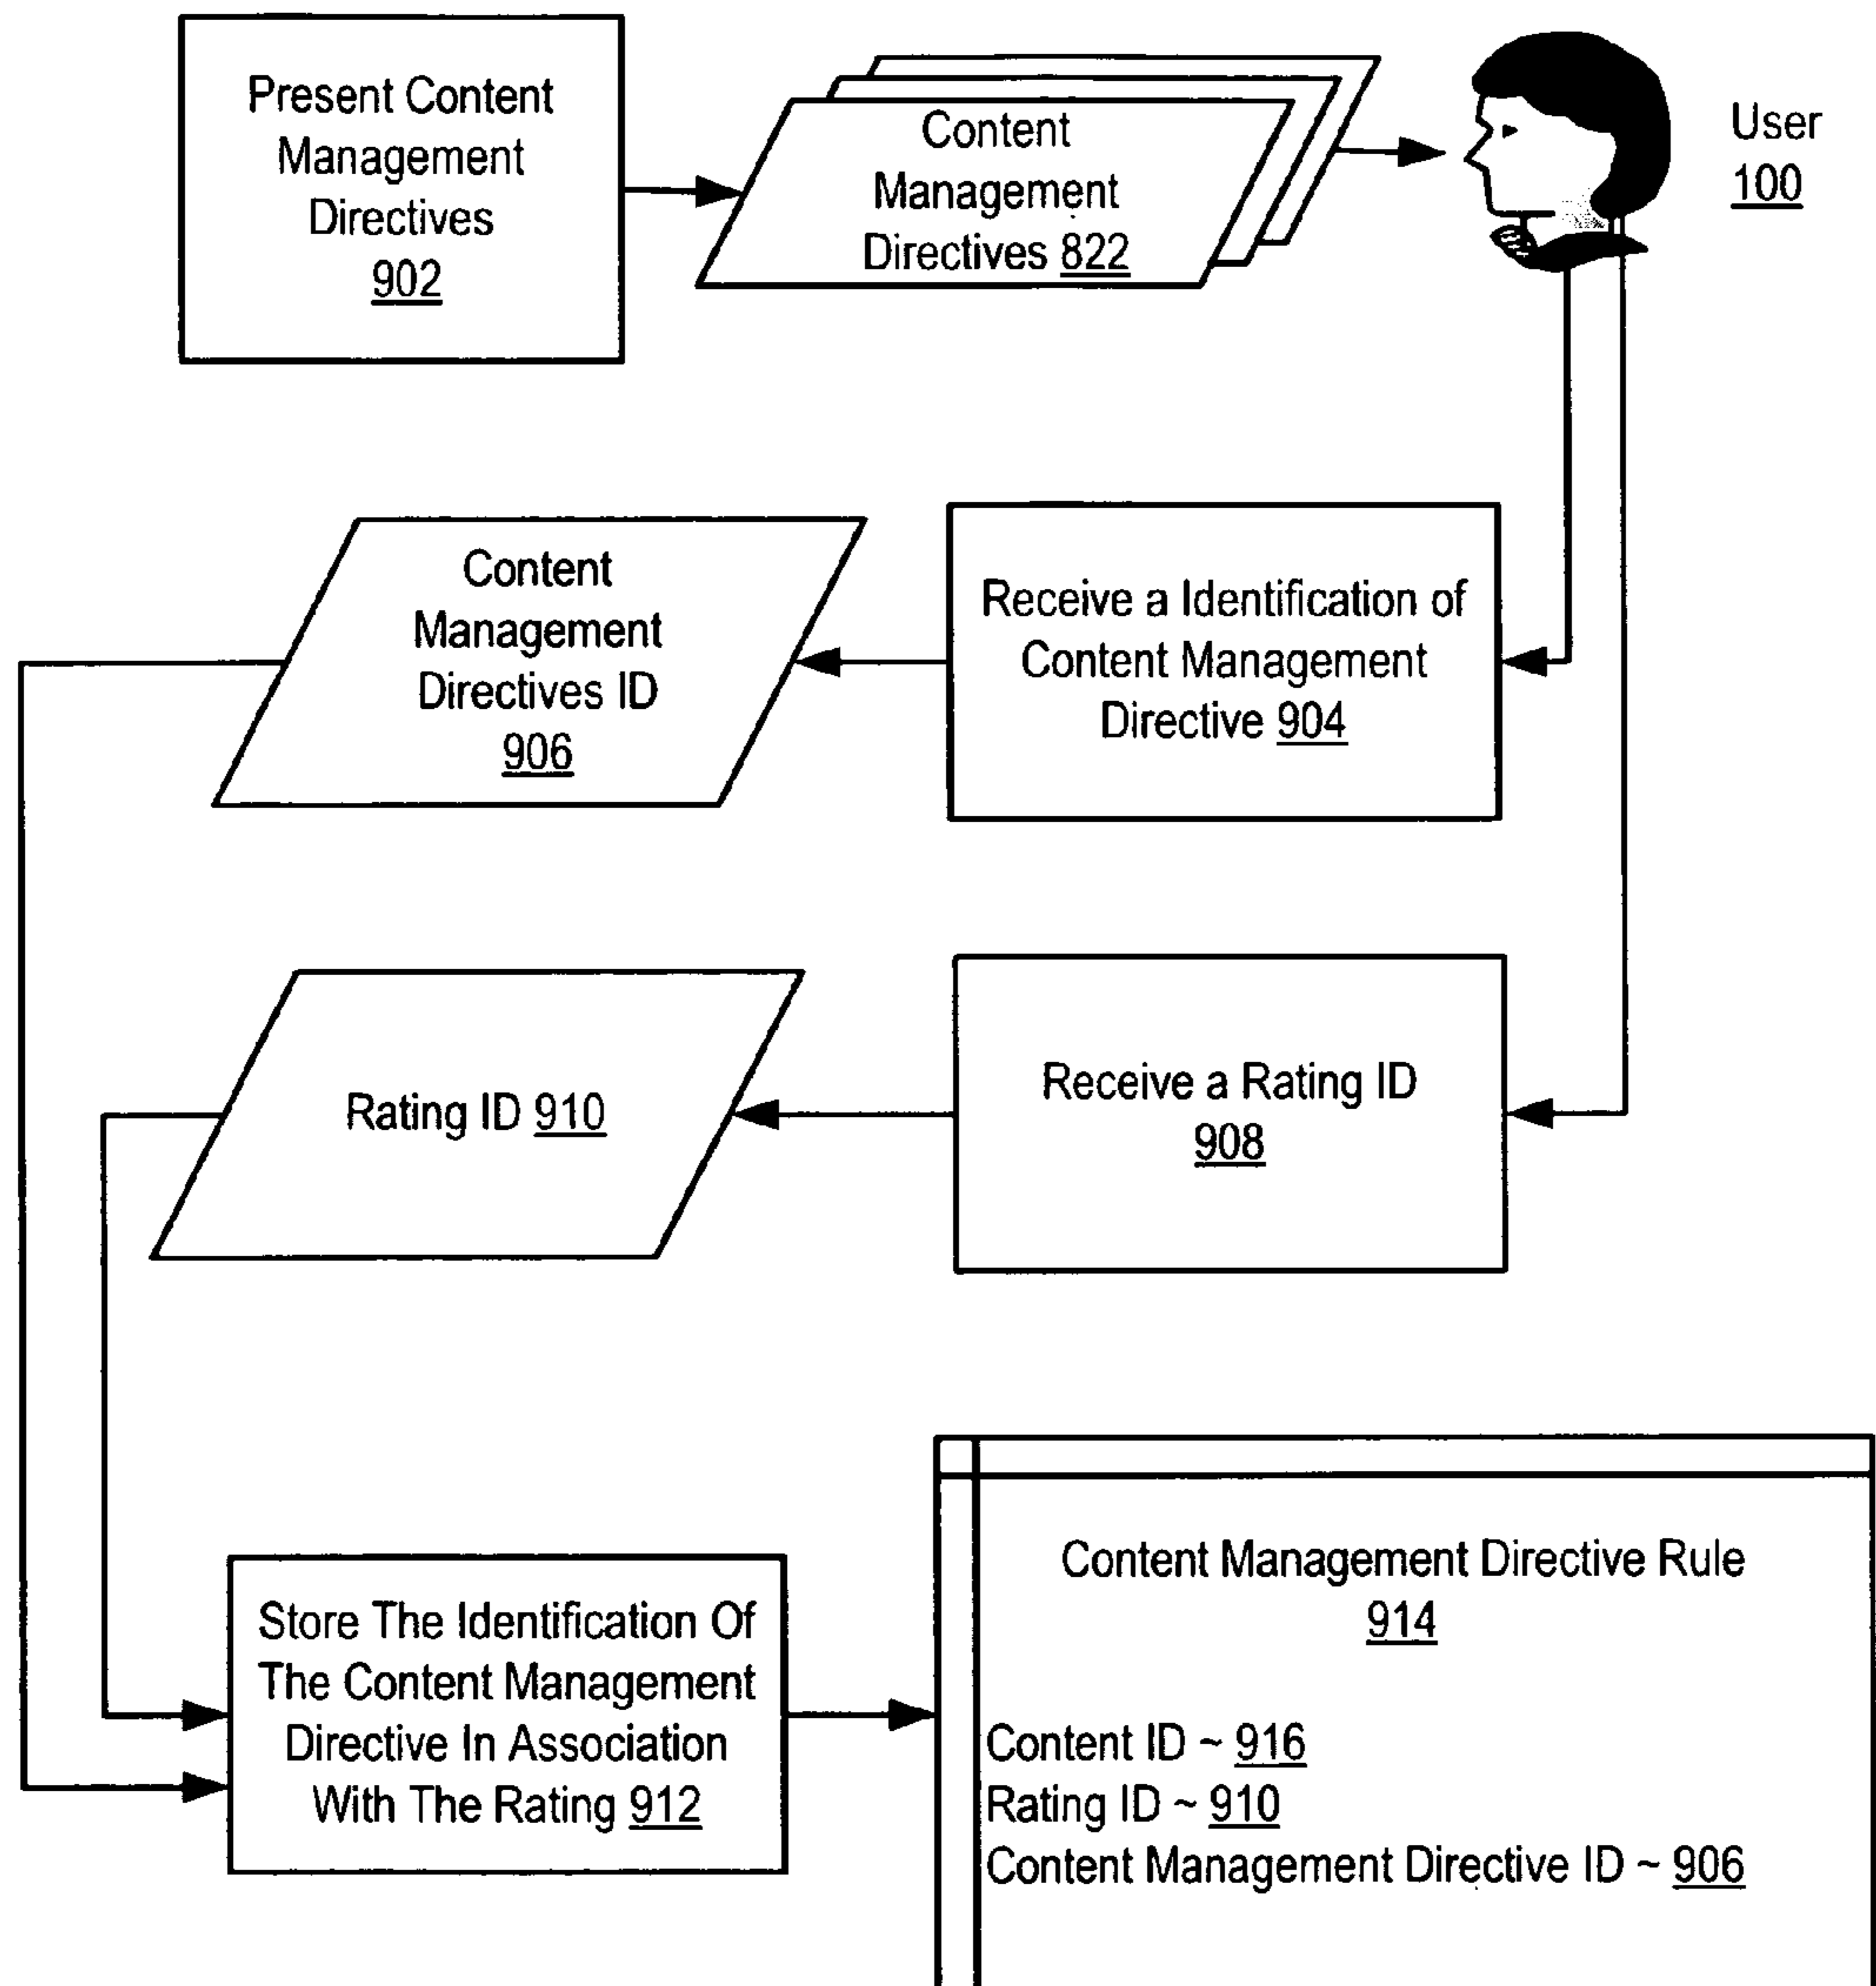 Present Content
Management
Directives
902
Content
Management
Directives 822
User
100
Content
Management
Directives ID
906
Receive a Identification of
Content Management
Directive 904
Rating ID 910
Receive a Rating ID
908
Store The Identification Of
The Content Management
Directive In Association
With The Rating 912
Content Management Directive Rule
914
Content ID ~ 916
Rating ID ~ 910
Content Management Directive ID ~ 906